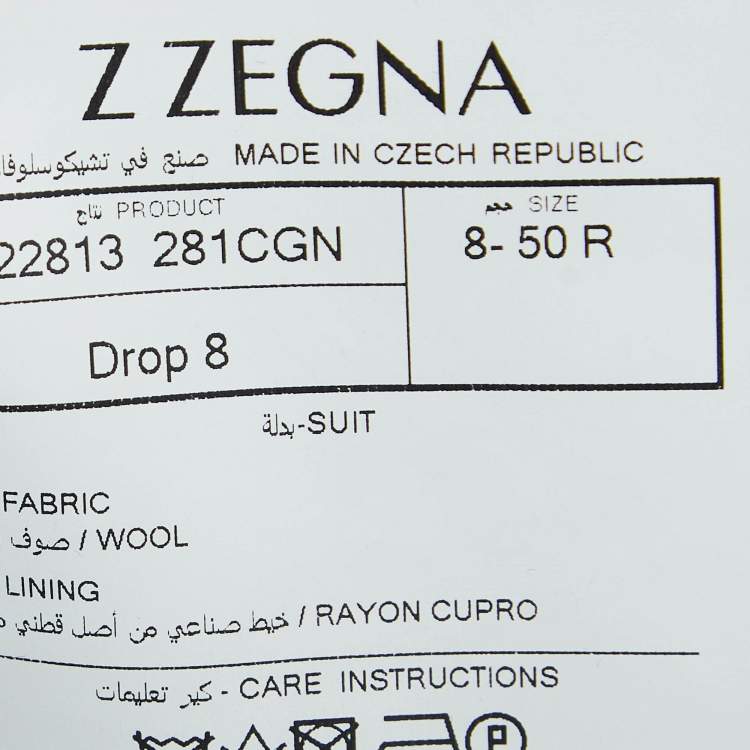 Z ZEGNA
صنع في تشيكوسلوفا MADE IN CZECH REPUBLIC
نتاج PRODUCT
22813 281CGN
حجم SIZE
8- 50 R
Drop 8
بدلة-SUIT
FABRIC
صوف / WOOL
LINING
خيط صناعي من أصل قطني / RAYON CUPRO
كير تعليمات - CARE INSTRUCTIONS
P